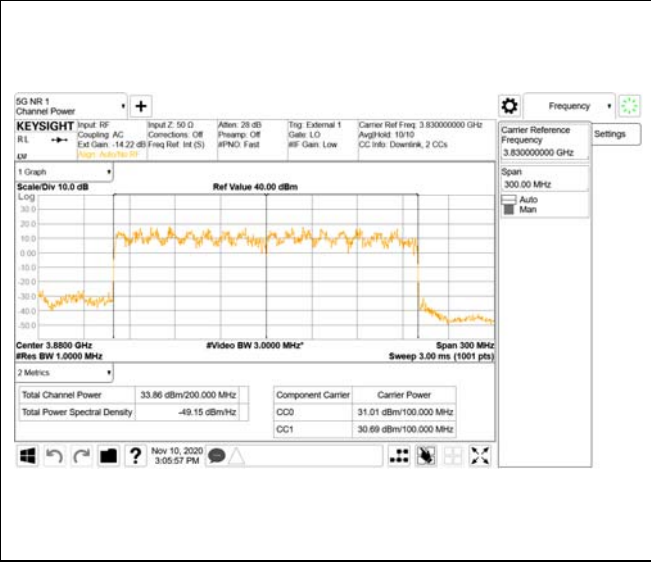 5G NR 1
Channel Power
Frequency
KEYSIGHT
RL
Input: RF
Coupling: AC
Ext Gain: -14.22 dB
Align: Auto/No RF
Input Z: 50 Ω
Corrections: Off
Freq Ref: Int (S)
Atten: 28 dB
Preamp: Off
#PNO: Fast
Trig: External 1
Gate: LO
#IF Gain: Low
Carrier Ref Freq: 3.830000000 GHz
Avg|Hold: 10/10
CC Info: Downlink, 2 CCs
Carrier Reference
Frequency
3.830000000 GHz
Settings
Span
300.00 MHz
Auto
Man
1 Graph
Scale/Div 10.0 dB
Ref Value 40.00 dBm
Log
30.0
20.0
10.0
0.00
-10.0
-20.0
-30.0
-40.0
-50.0
Center 3.8800 GHz
#Video BW 3.0000 MHz*
Span 300 MHz
#Res BW 1.0000 MHz
Sweep 3.00 ms (1001 pts)
2 Metrics
Total Channel Power
33.86 dBm/200.000 MHz
Total Power Spectral Density
-49.15 dBm/Hz
Component Carrier
Carrier Power
CC0
31.01 dBm/100.000 MHz
CC1
30.69 dBm/100.000 MHz
Nov 10, 2020
3:05:57 PM